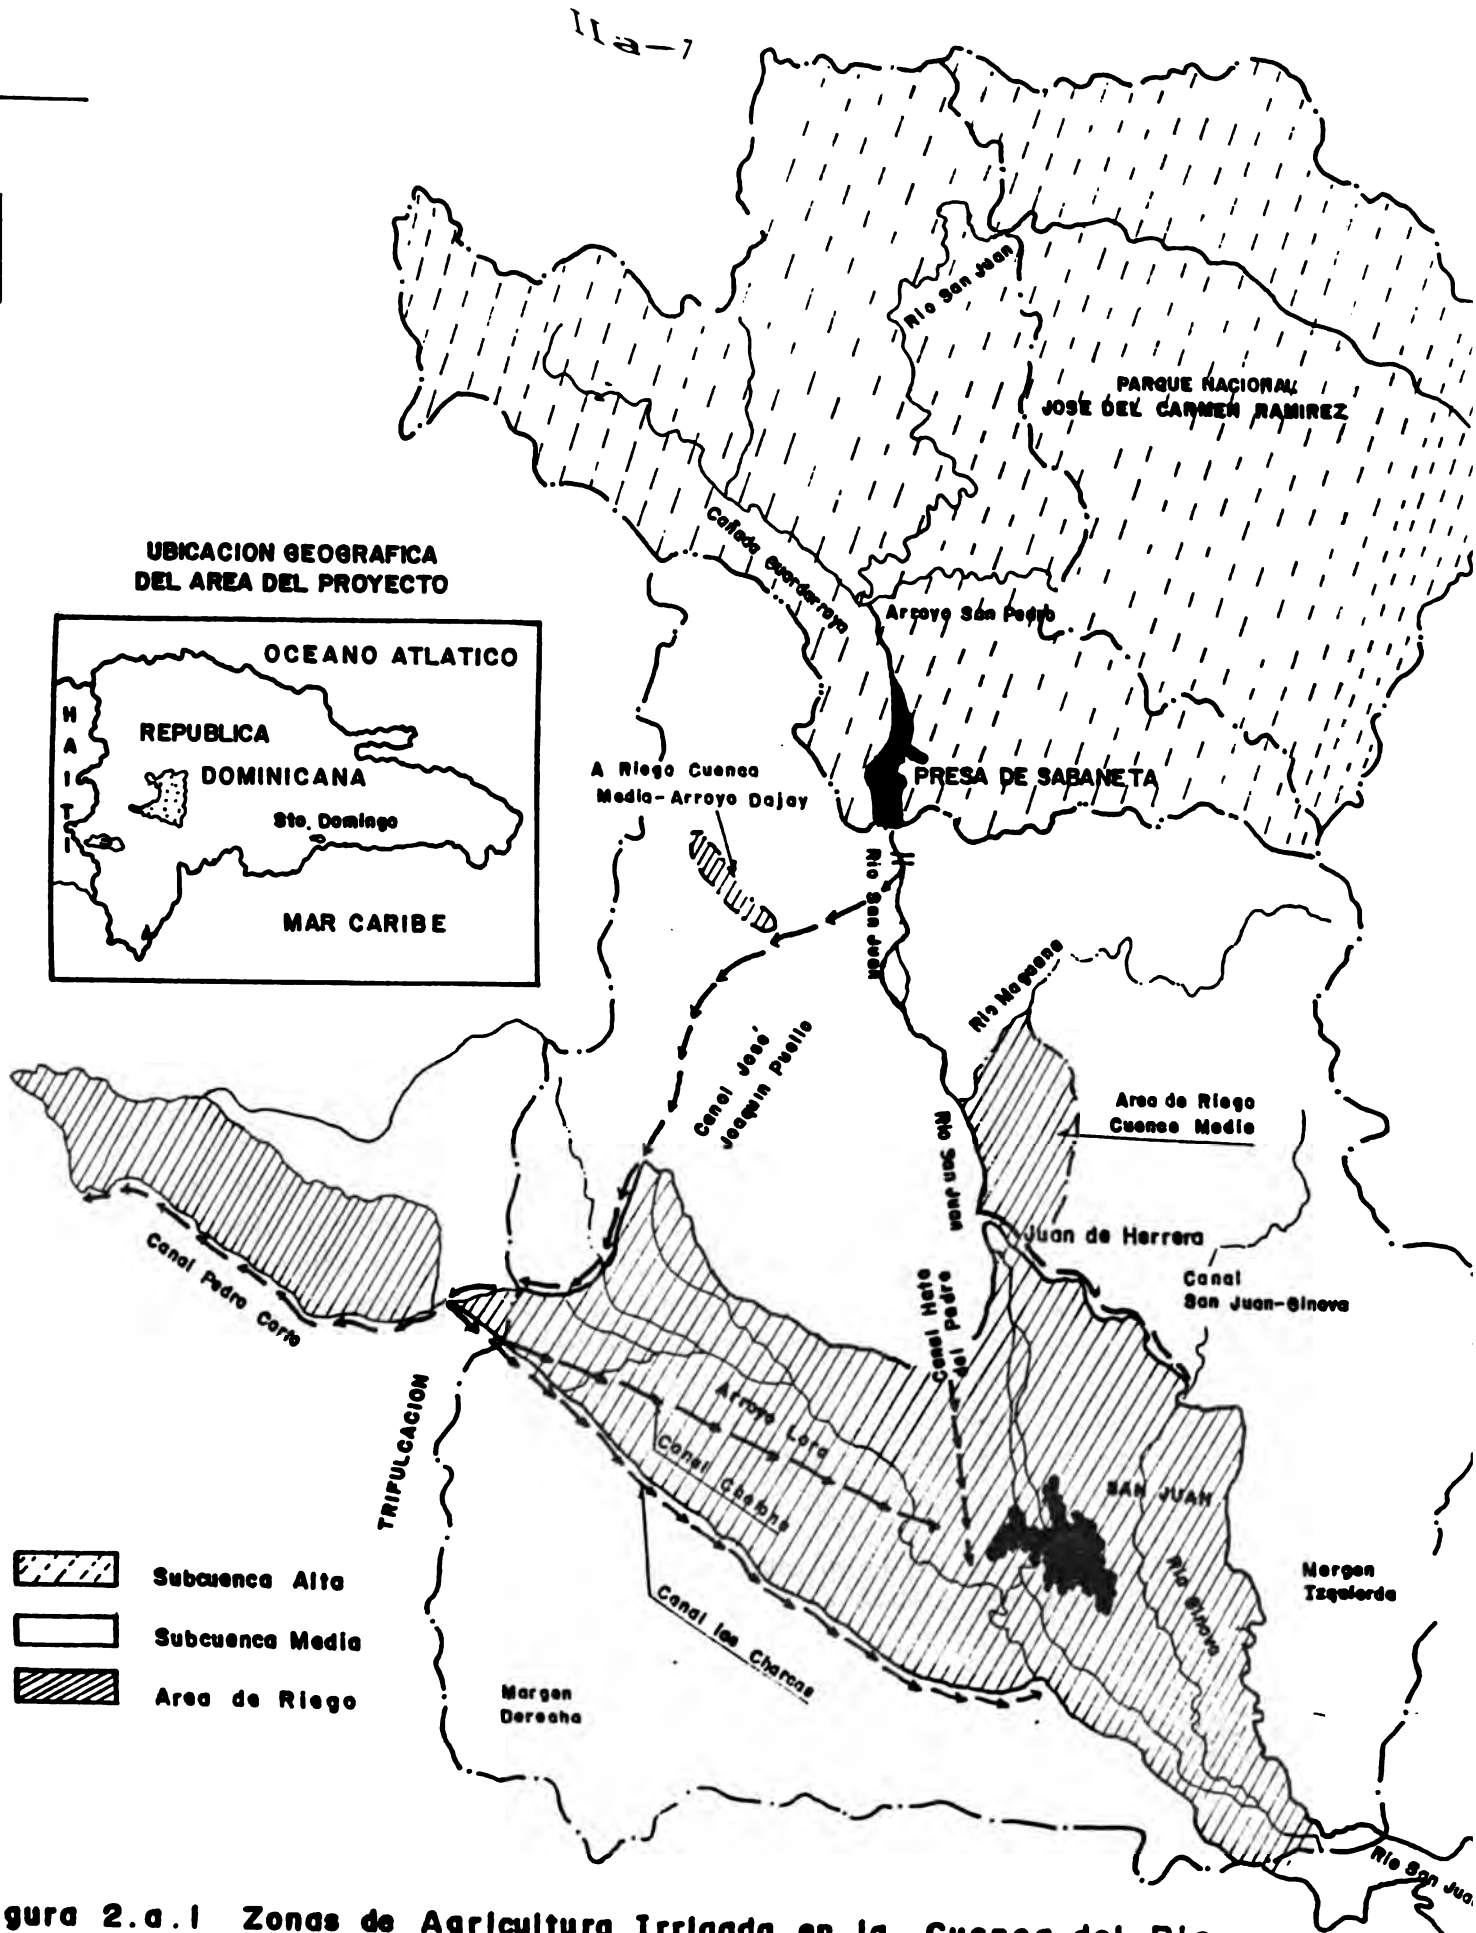 IIa-7
Rio San Juan
PARQUE NACIONAL
JOSE DEL CARMEN RAMIREZ
Cañada Guardarraya
Arroyo San Pedro
UBICACION GEOGRAFICA
DEL AREA DEL PROYECTO
OCEANO ATLATICO
HAITI
REPUBLICA
DOMINICANA
Sto. Domingo
MAR CARIBE
A Riego Cuenca
Media-Arroyo Dajay
PRESA DE SABANETA
Rio San Juan
Rio Maguana
Canal José
Joaquin Puello
Area de Riego
Cuenca Media
Rio San Juan
Juan de Herrera
Canal
San Juan-Ginova
Canal Hato
del Padre
Canal Pedro Corto
TRIFULCACION
Arroyo Lora
Canal
SAN JUAN
Rio Ginova
Margen
Izquierda
Canal las Charcas
Margen
Derecha
Subcuenca Alta
Subcuenca Media
Area de Riego
Rio San Juan
gura 2.a.1 Zonas de Agricultura Irrigada en la Cuenca del Rio